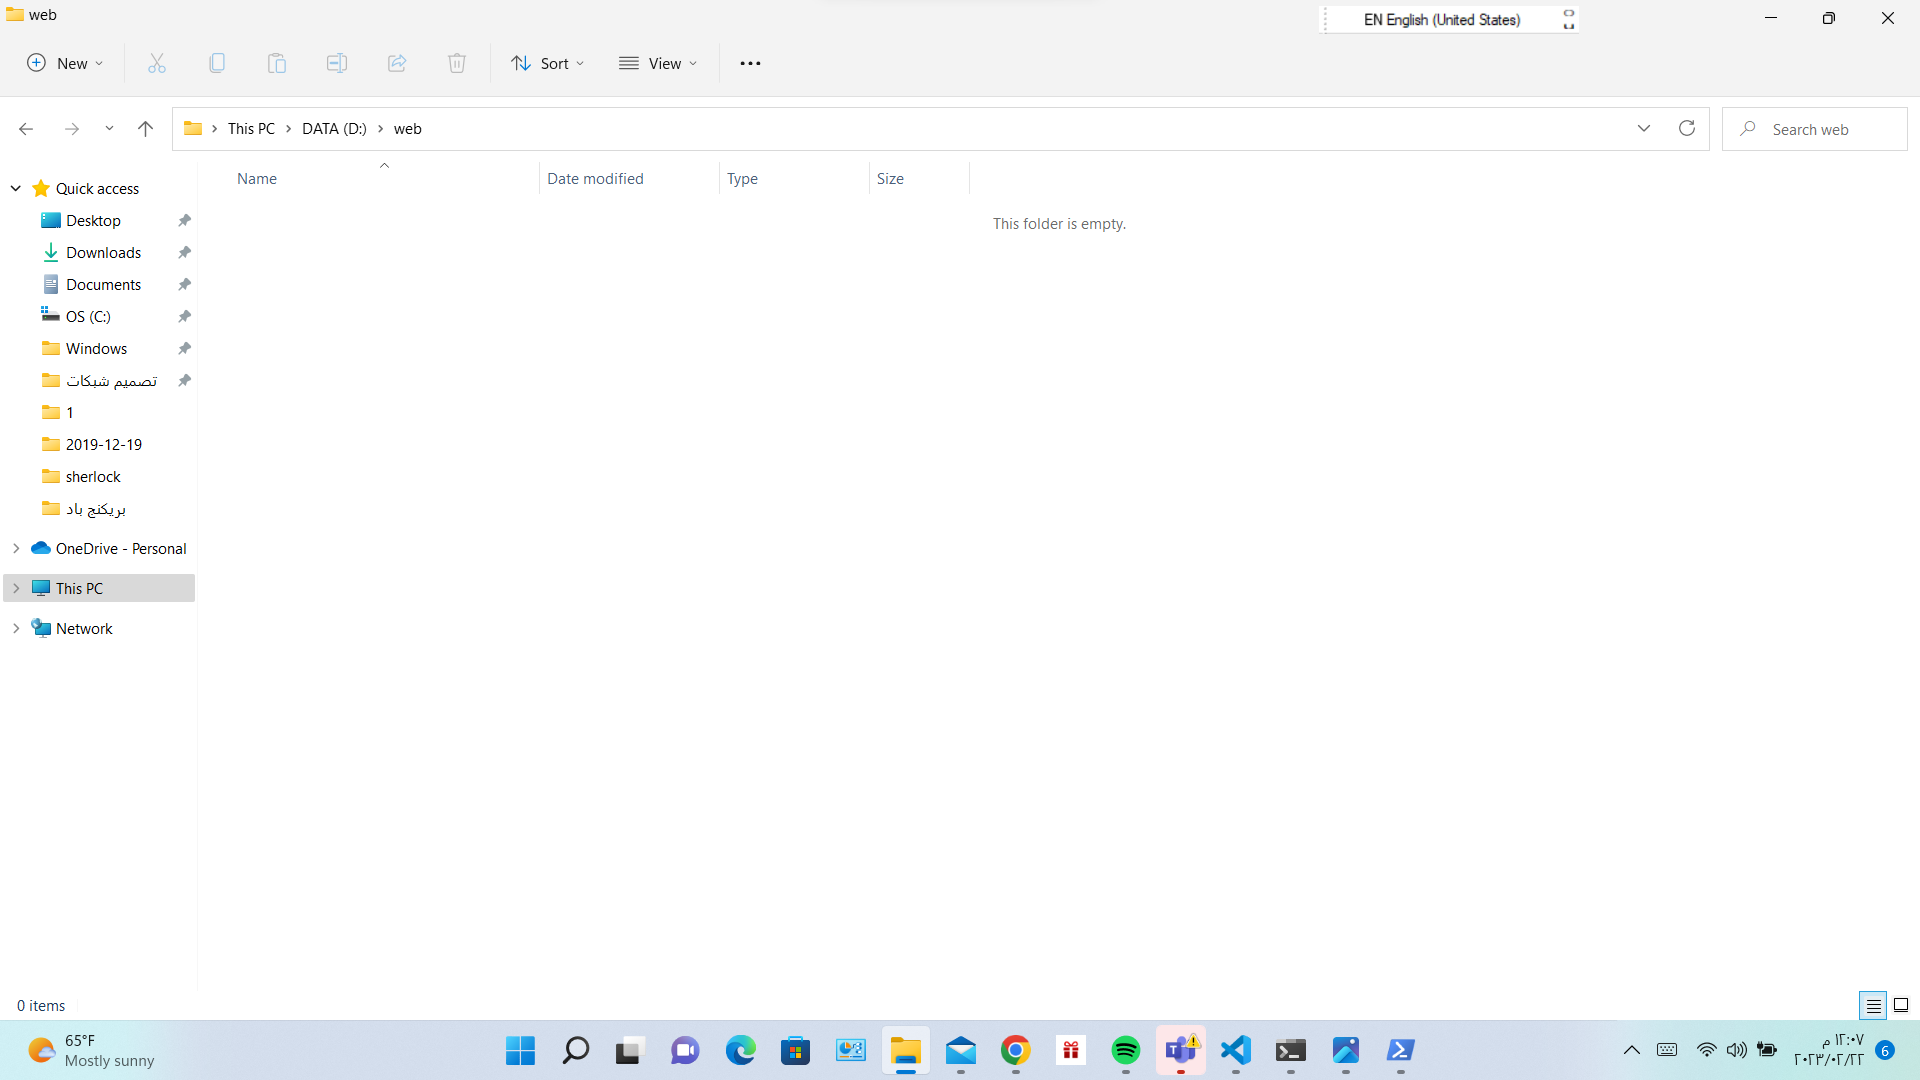 web
EN English (United States)
New
Sort
View
This PC
DATA (D:)
web
Search web
Name
Date modified
Type
Size
This folder is empty.
Quick access
Desktop
Downloads
Documents
OS (C:)
Windows
تصميم شبكات
1
2019-12-19
sherlock
بريكنج باد
OneDrive - Personal
This PC
Network
0 items
65°F
Mostly sunny
١٢:٠٧ م
٢٠٢٣/٠٢/٢٢
6